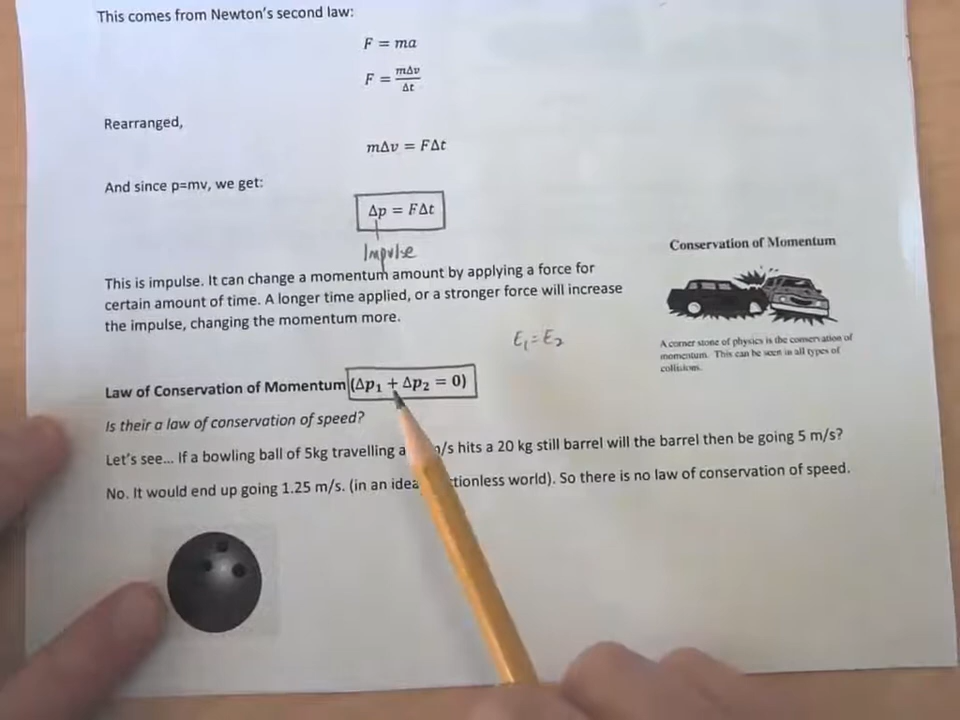 This comes from Newton's second law:
F = ma
F = mΔv/Δt
Rearranged,
mΔv = FΔt
And since p=mv, we get:
Δp = FΔt
Impulse
This is impulse. It can change a momentum amount by applying a force for
certain amount of time. A longer time applied, or a stronger force will increase
the impulse, changing the momentum more.
Conservation of Momentum
A corner stone of physics is the conservation of
momentum. This can be seen in all types of
collisions.
E₁=E₂
Law of Conservation of Momentum (Δp₁ + Δp₂ = 0)
Is their a law of conservation of speed?
Let's see... If a bowling ball of 5kg travelling /s hits a 20 kg still barrel will the barrel then be going 5 m/s?
No. It would end up going 1.25 m/s. (in an world). So there is no law of conservation of speed.